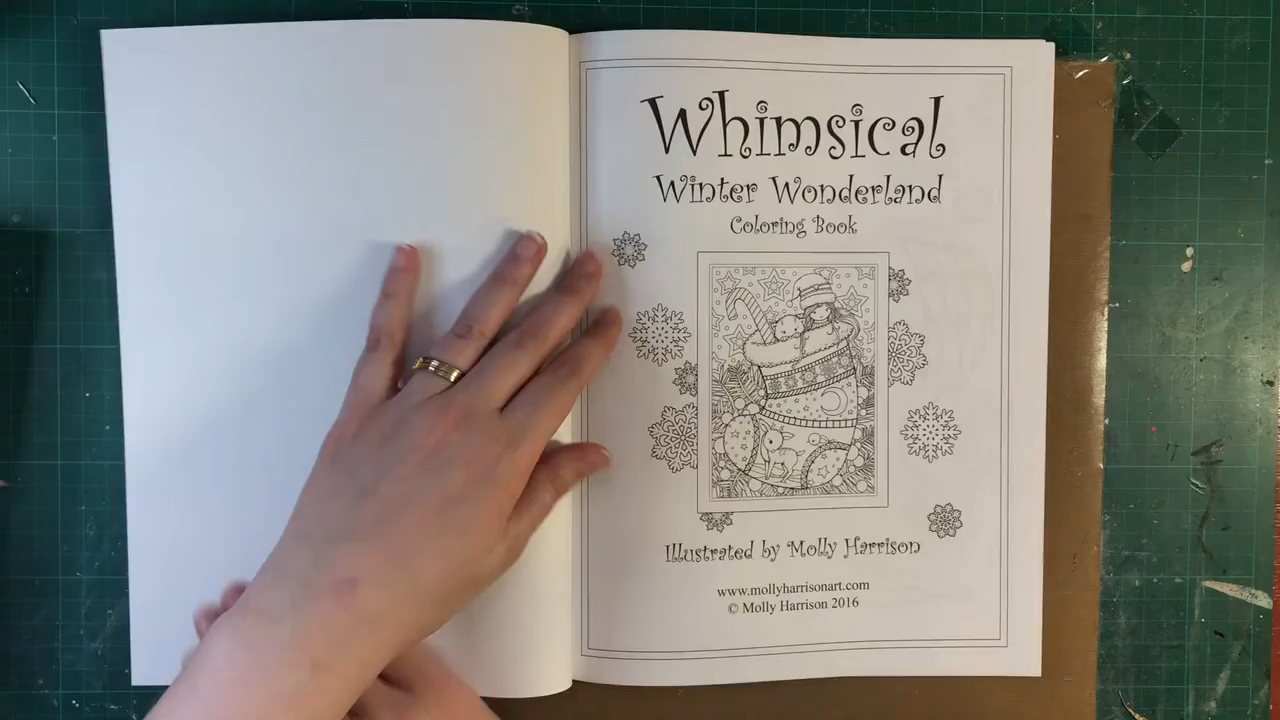 Whimsical
Winter Wonderland
Coloring Book
Illustrated by Molly Harrison
www.mollyharrisonart.com
© Molly Harrison 2016